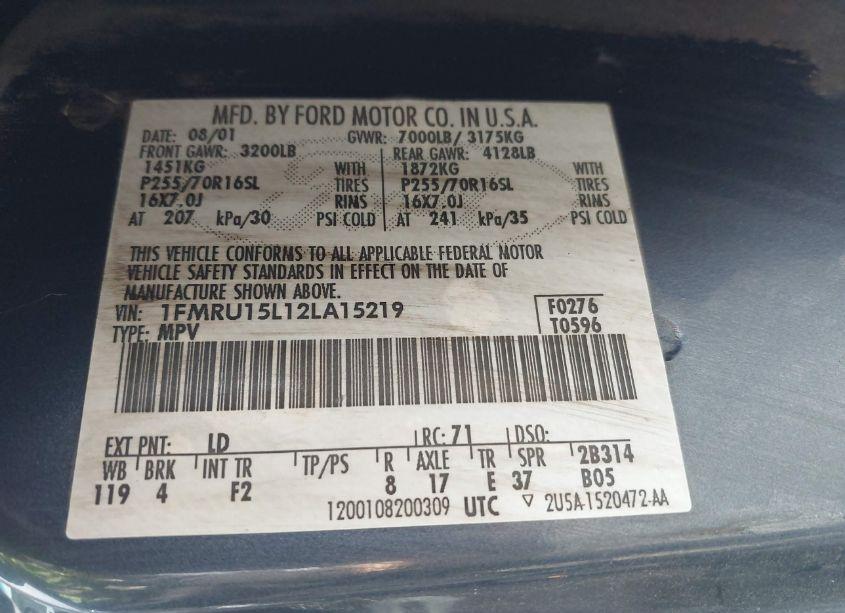 MFD. BY FORD MOTOR CO. IN U.S.A.
DATE: 08/01 GVWR: 7000LB/ 3175KG
FRONT GAWR: 3200LB REAR GAWR: 4128LB
1451KG WITH 1872KG WITH
P255/70R16SL TIRES P255/70R16SL TIRES
16X7.0J RIMS 16X7.0J RIMS
AT 207 kPa/30 PSI COLD AT 241 kPa/35 PSI COLD
THIS VEHICLE CONFORMS TO ALL APPLICABLE FEDERAL MOTOR
VEHICLE SAFETY STANDARDS IN EFFECT ON THE DATE OF
MANUFACTURE SHOWN ABOVE.
VIN: 1FMRU15L12LA15219 F0276
TYPE: MPV T0596
EXT PNT: LD RC: 71 DSO:
WB BRK INT TR TP/PS R AXLE TR SPR 2B314
119 4 F2 8 17 E 37 B05
1200108200309 UTC ▽ 2U5A-1520472-AA